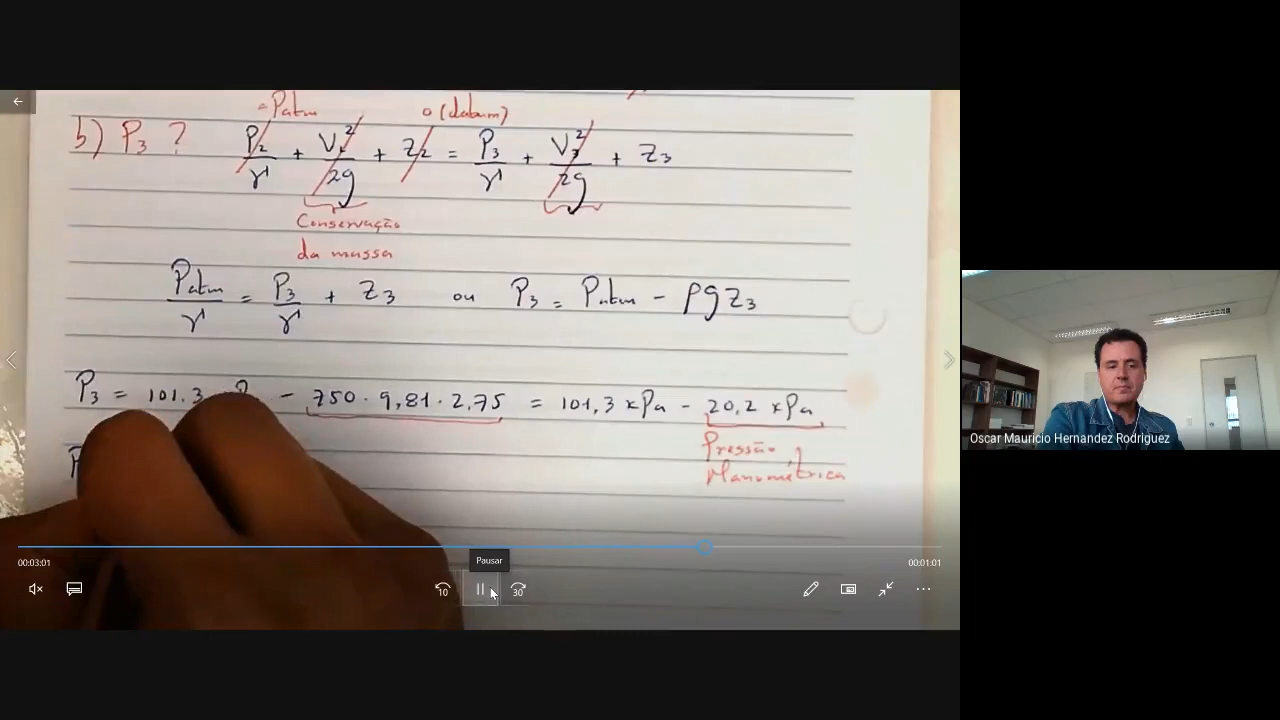 = Patm
o (datum)
b) P3 ? P2/γ + V2²/2g + Z2 = P3/γ + V3²/2g + Z3
Conservação
da massa
Patm/γ = P3/γ + Z3 ou P3 = Patm - ρgZ3
P3 = 101,3 - 750 · 9,81 · 2,75 = 101,3 kPa - 20,2 kPa
Pressão
Manométrica
Oscar Mauricio Hernandez Rodriguez
Pausar
00:03:01
00:01:01
10
30